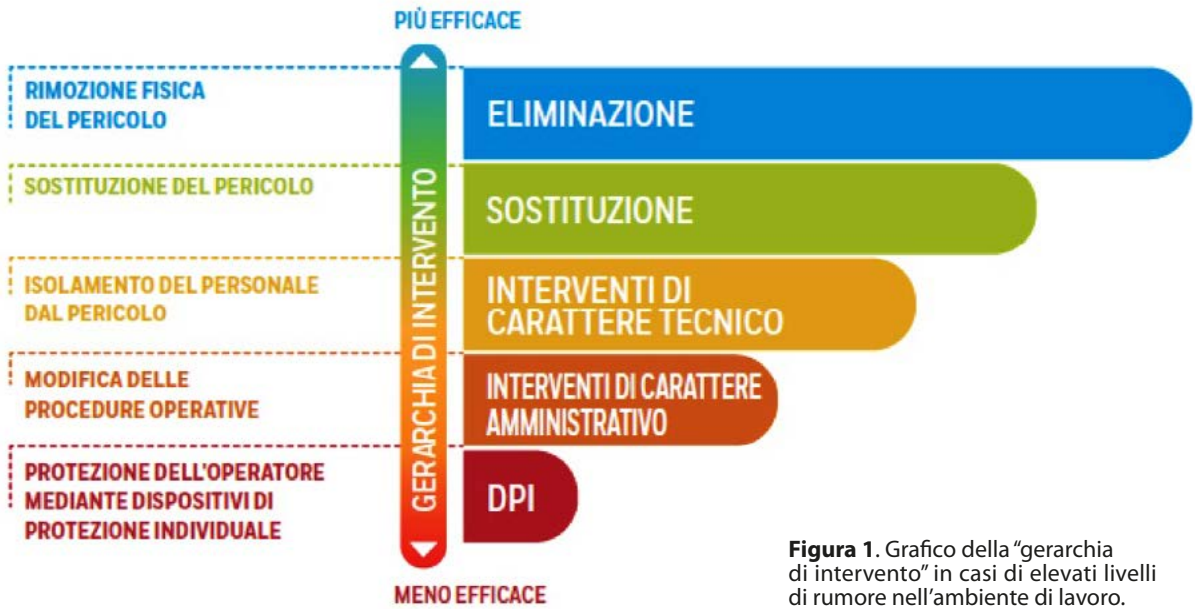 PIÙ EFFICACE
RIMOZIONE FISICA
DEL PERICOLO
ELIMINAZIONE
SOSTITUZIONE DEL PERICOLO
SOSTITUZIONE
ISOLAMENTO DEL PERSONALE
DAL PERICOLO
INTERVENTI DI
CARATTERE TECNICO
MODIFICA DELLE
PROCEDURE OPERATIVE
INTERVENTI DI CARATTERE
AMMINISTRATIVO
PROTEZIONE DELL'OPERATORE
MEDIANTE DISPOSITIVI DI
PROTEZIONE INDIVIDUALE
DPI
GERARCHIA DI INTERVENTO
MENO EFFICACE
Figura 1. Grafico della “gerarchia
di intervento” in casi di elevati livelli
di rumore nell’ambiente di lavoro.